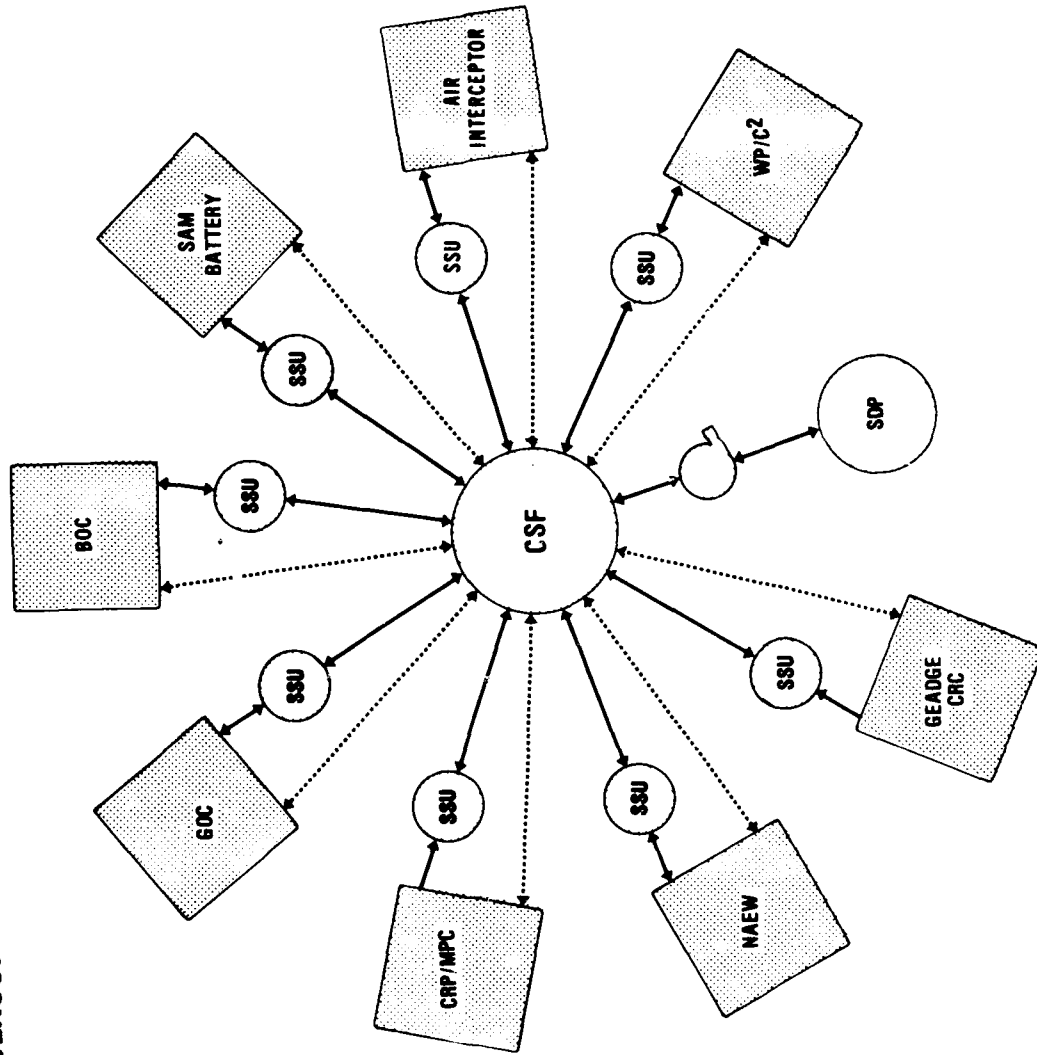 AIR
INTERCEPTOR
WP/C²
SAM
BATTERY
SSU
SSU
SSU
SDP
BOC
SSU
CSF
SSU
SSU
GOC
SSU
SSU
GEADGE
CRC
CRP/MPC
NAEW